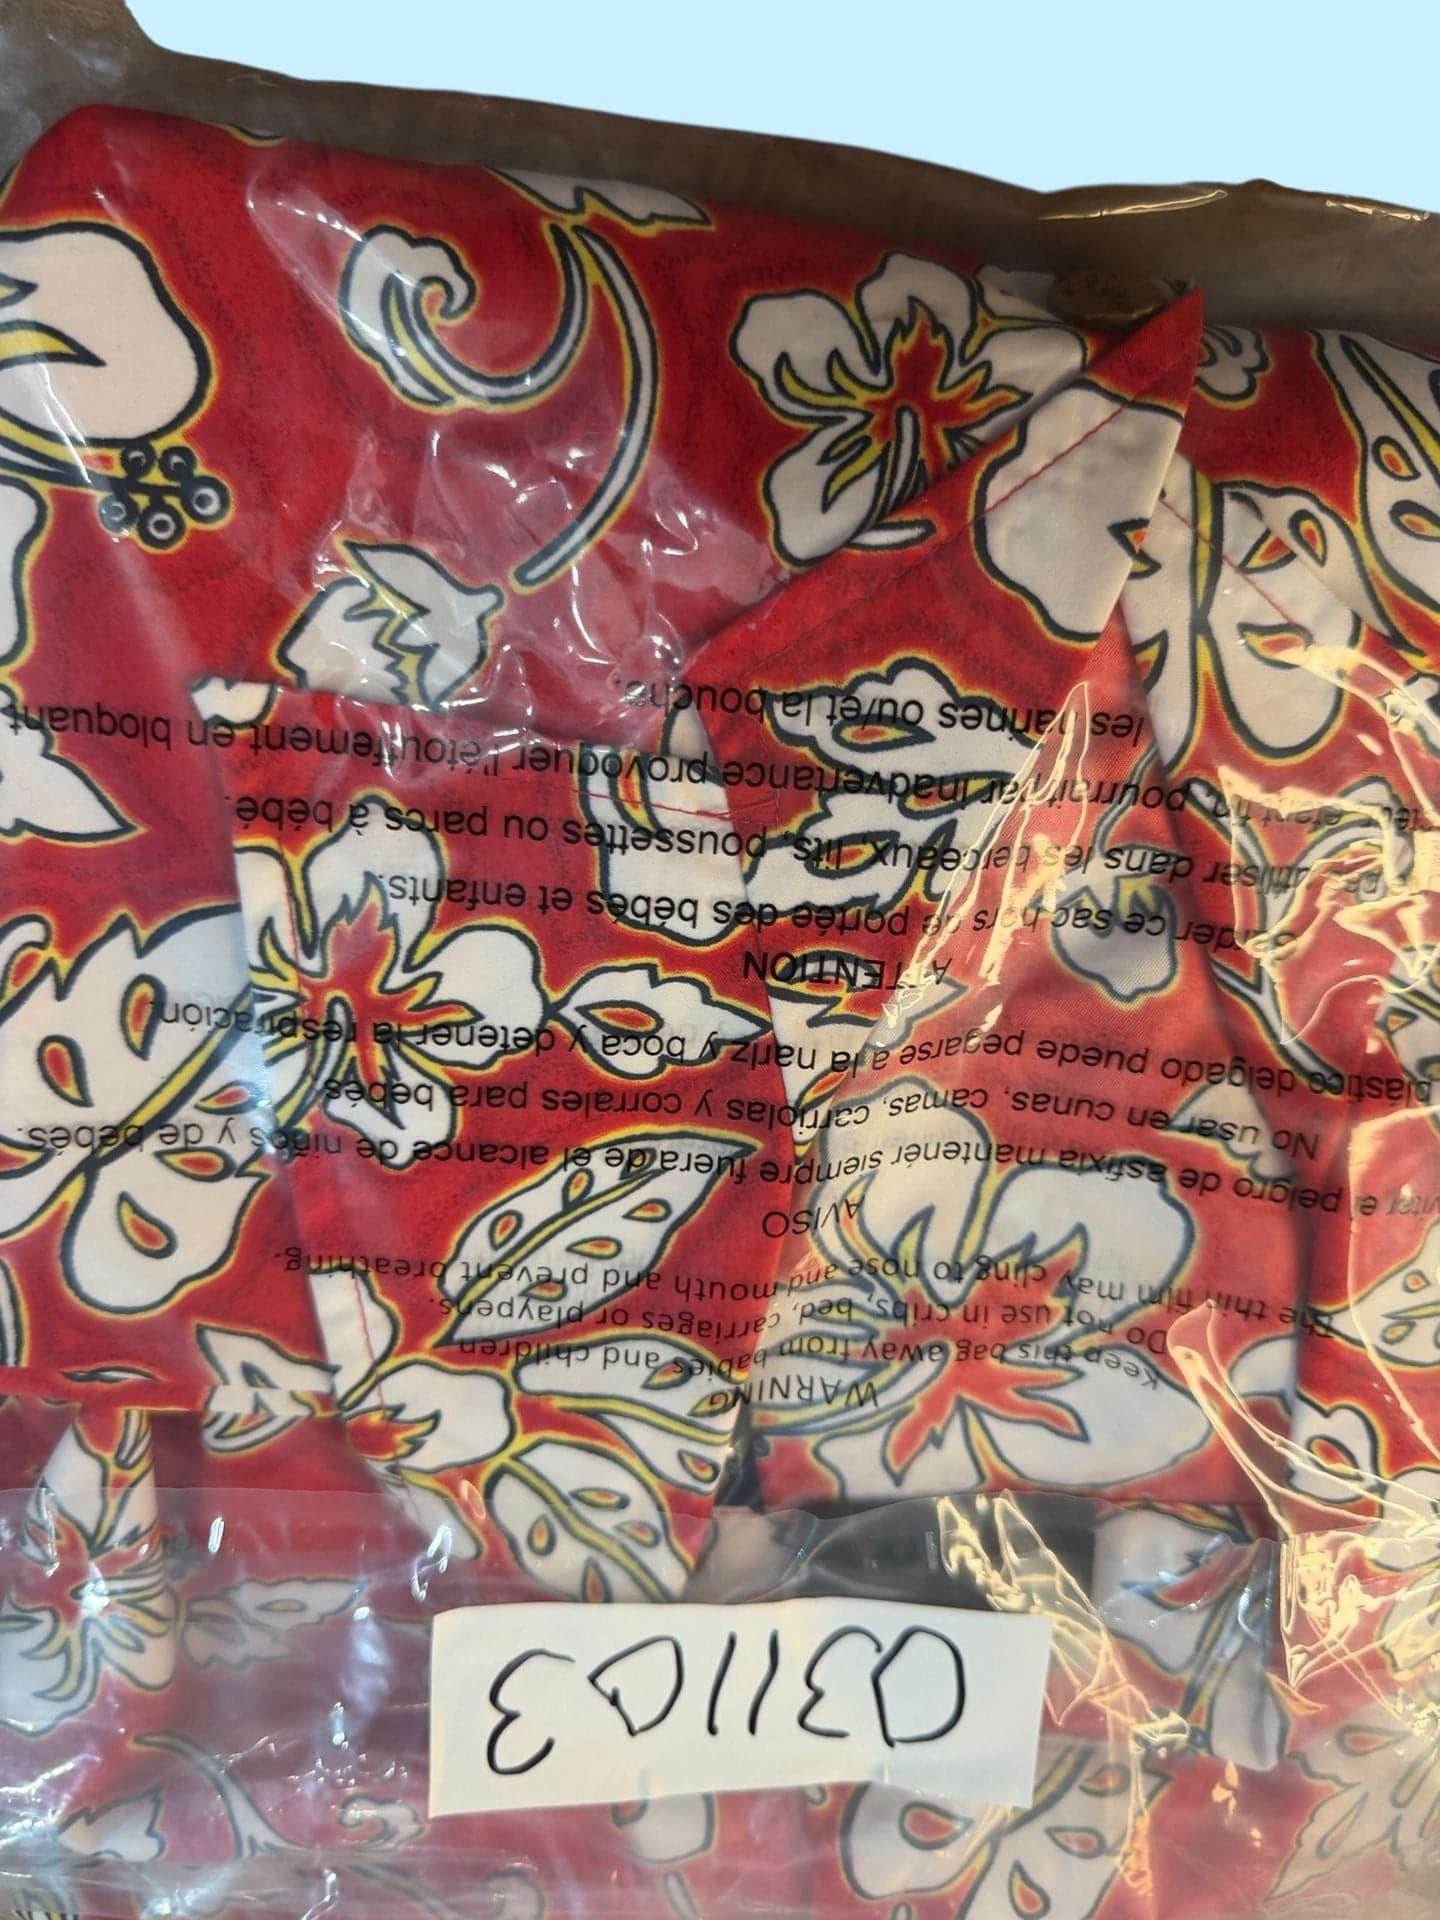 031103
WARNING
Keep this bag away from babies and children
Do not use in cribs, bed, carriages or playpens.
The thin film may cling to nose and mouth and prevent breathing.
AVISO
el pelgro de asfixia mantenér siempre fuera de el alcance de niños y de bebés.
No usar en cunas, camas, carriolas y corrales para bebés.
plástico delgado puede pegarse a la nariz y boca y detener la respiración.
ATTENTION
Garder ce sac hors de portée des bébés et enfants.
pas utiliser dans les berceaux, lits, poussettes ou parcs à bébé.
étant fin, pourrait par inadvertance provoquer l'étouffement en bloquant
les narines ou/et la bouche.